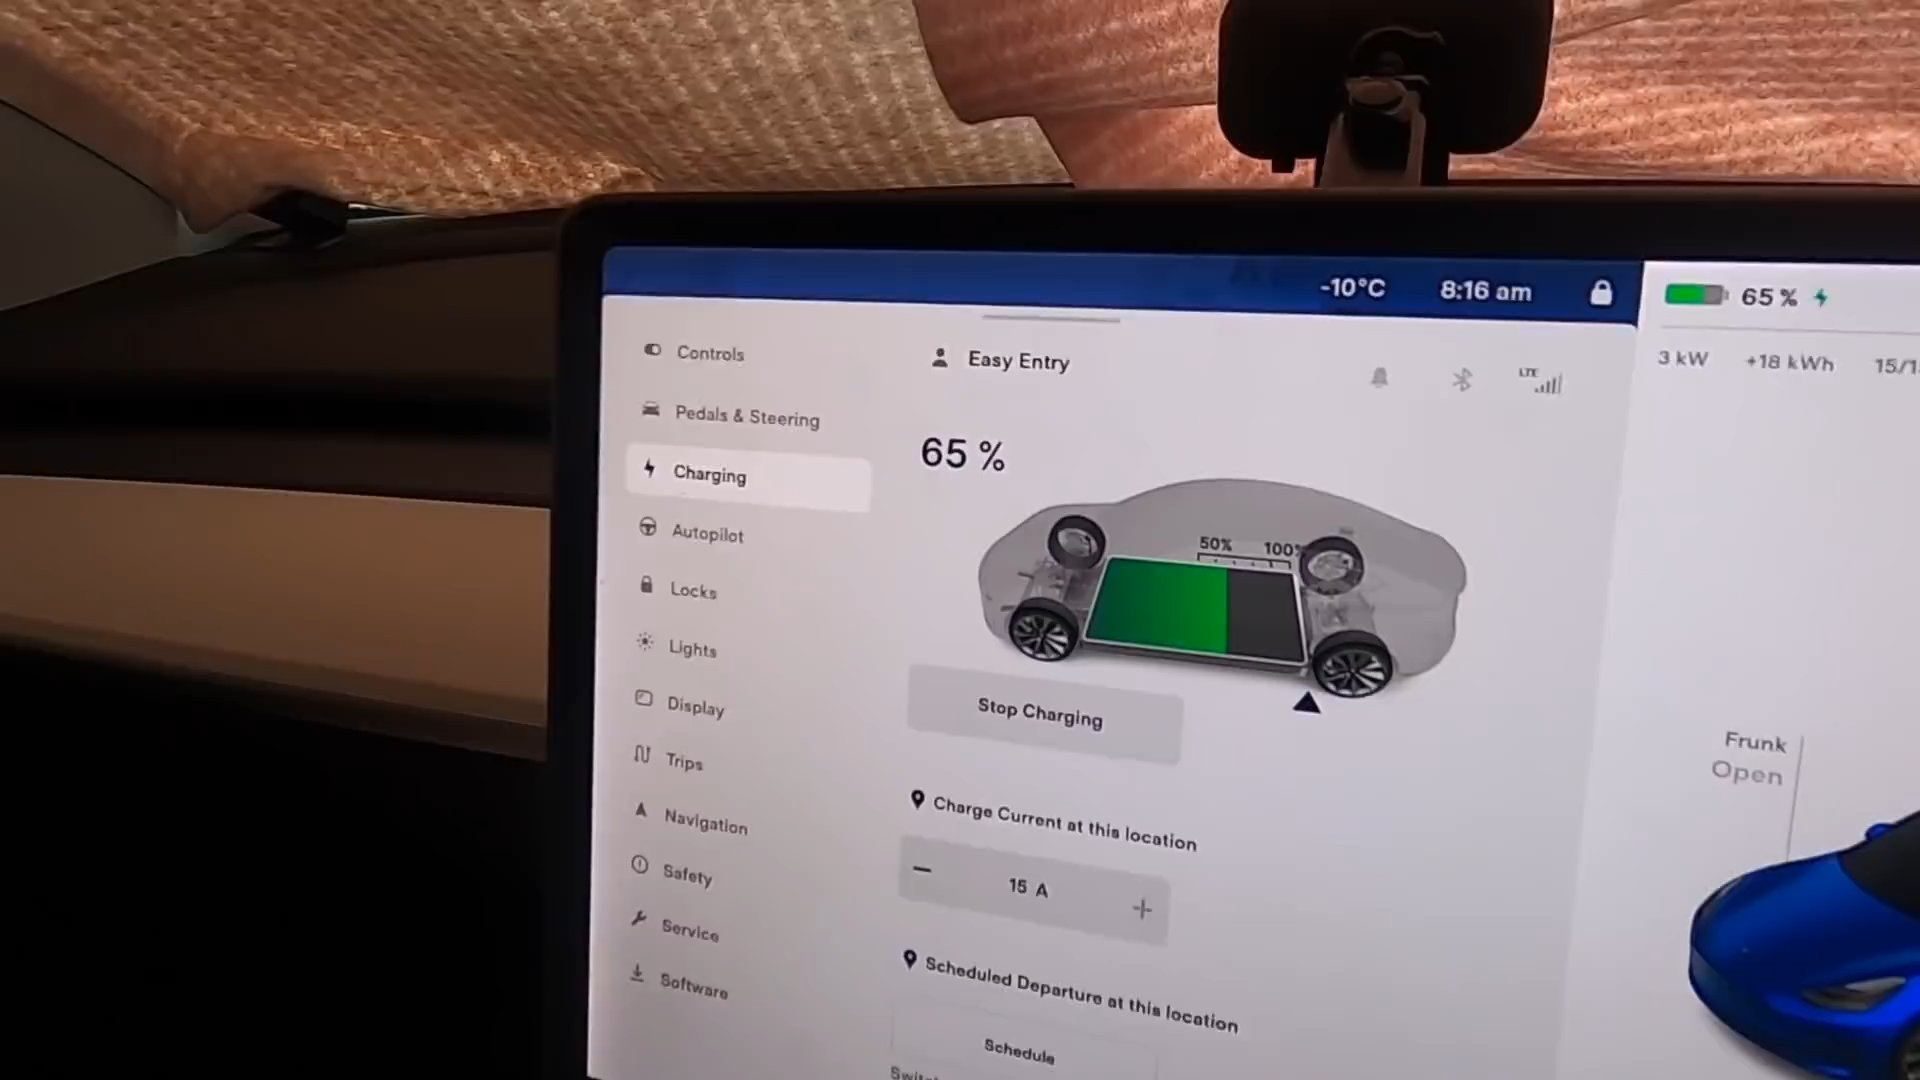 -10°C
8:16 am
65 %
3 kW
+18 kWh
Controls
Pedals & Steering
Charging
Autopilot
Locks
Lights
Display
Trips
Navigation
Safety
Service
Software
Easy Entry
LTE
65 %
50%
100%
Stop Charging
Charge Current at this location
15 A
Scheduled Departure at this location
Schedule
Frunk
Open